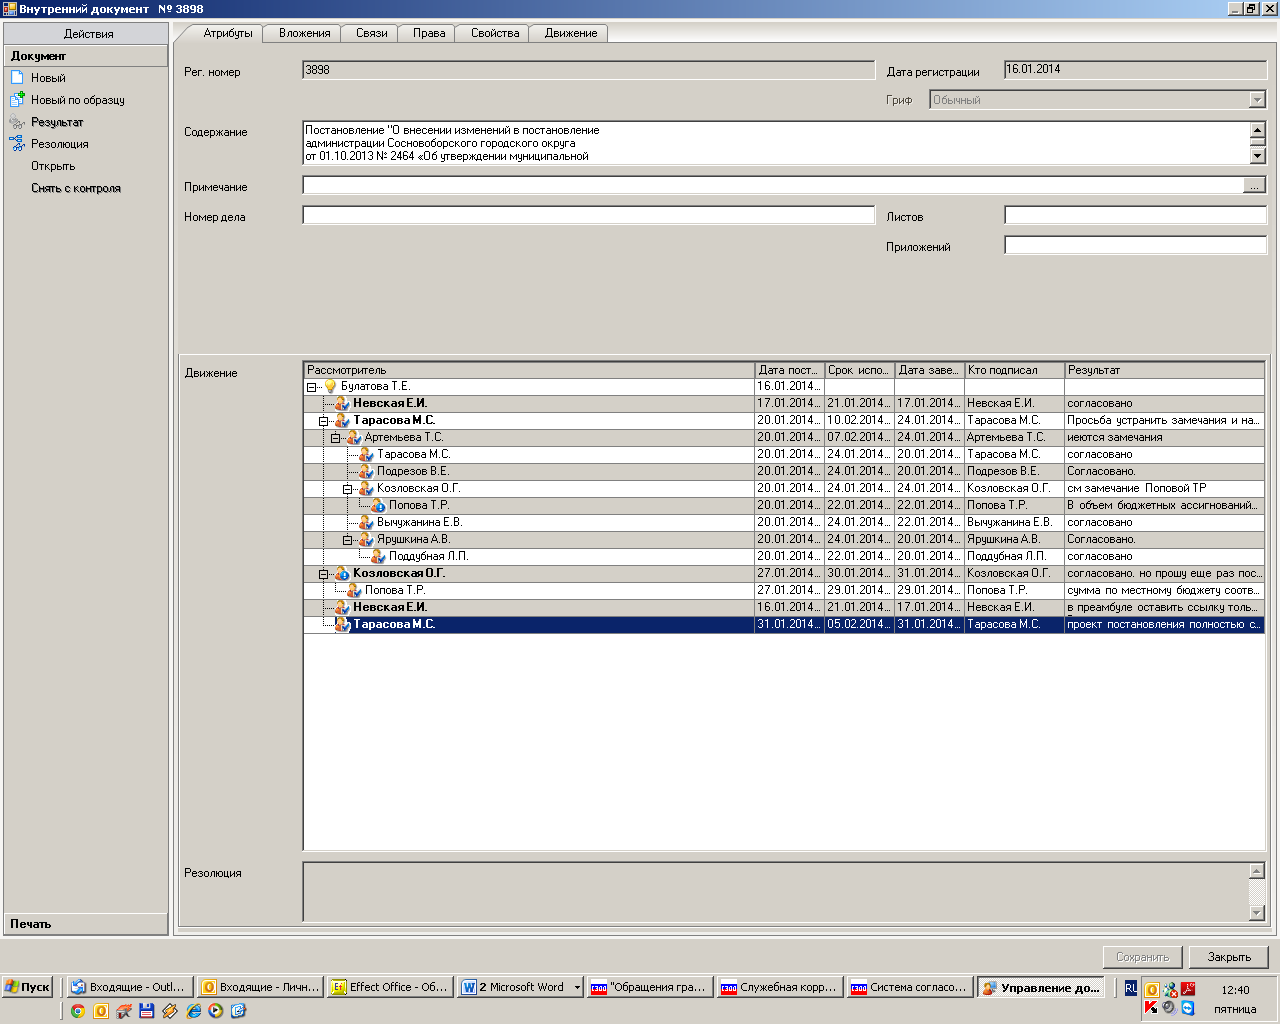 Внутренний документ № 3898
Действия
Документ
Новый
Новый по образцу
Результат
Резолюция
Открыть
Снять с контроля
Печать
Атрибуты Вложения Связи Права Свойства Движение
Рег. номер 3898 Дата регистрации 16.01.2014
Гриф Обычный
Содержание Постановление "О внесении изменений в постановление
администрации Сосновоборского городского округа
от 01.10.2013 № 2464 «Об утверждении муниципальной
Примечание ...
Номер дела Листов
Приложений
Движение
Рассмотритель Дата пост... Срок испо... Дата заве... Кто подписал Результат
Булатова Т.Е. 16.01.2014...
Невская Е.И. 17.01.2014... 21.01.2014... 17.01.2014... Невская Е.И. согласовано
Тарасова М.С. 20.01.2014... 10.02.2014... 24.01.2014... Тарасова М.С. Просьба устранить замечания и на...
Артемьева Т.С. 20.01.2014... 07.02.2014... 24.01.2014... Артемьева Т.С. иеются замечания
Тарасова М.С. 20.01.2014... 24.01.2014... 20.01.2014... Тарасова М.С. согласовано
Подрезов В.Е. 20.01.2014... 24.01.2014... 20.01.2014... Подрезов В.Е. Согласовано.
Козловская О.Г. 20.01.2014... 24.01.2014... 24.01.2014... Козловская О.Г. см замечание Поповой ТР
Попова Т.Р. 20.01.2014... 22.01.2014... 22.01.2014... Попова Т.Р. В объем бюджетных ассигнований...
Вычужанина Е.В. 20.01.2014... 24.01.2014... 22.01.2014... Вычужанина Е.В. согласовано
Ярушкина А.В. 20.01.2014... 24.01.2014... 20.01.2014... Ярушкина А.В. Согласовано.
Поддубная Л.П. 20.01.2014... 22.01.2014... 20.01.2014... Поддубная Л.П. согласовано
Козловская О.Г. 27.01.2014... 30.01.2014... 31.01.2014... Козловская О.Г. согласовано. но прошу еще раз пос...
Попова Т.Р. 27.01.2014... 29.01.2014... 29.01.2014... Попова Т.Р. сумма по местному бюджету соотв...
Невская Е.И. 16.01.2014... 21.01.2014... 17.01.2014... Невская Е.И. в преамбуле оставить ссылку толь...
Тарасова М.С. 31.01.2014... 05.02.2014... 31.01.2014... Тарасова М.С. проект постановления полностью с...
Резолюция
Сохранить Закрыть
Пуск Входящие - Outl... Входящие - Личн... Effect Office - Об... 2 Microsoft Word "Обращения гра... Служебная корр... Система согласо... Управление до... RU 12:40
пятница